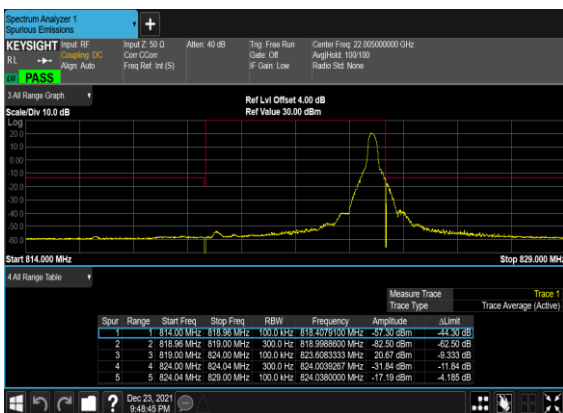 Spectrum Analyzer 1
Spurious Emissions
+
KEYSIGHT Input: RF Input Z: 50 Ω Atten: 40 dB Trig: Free Run Center Freq: 22.005000000 GHz
RL Coupling: DC Corr CCorr Gate: Off Avg|Hold: 100/100
Align: Auto Freq Ref: Int (S) IF Gain: Low Radio Std: None
PASS
3 All Range Graph
Ref Lvl Offset 4.00 dB
Scale/Div 10.0 dB Ref Value 30.00 dBm
Log
20.0
10.0
0.00
-10.0
-20.0
-30.0
-40.0
-50.0
-60.0
Start 814.000 MHz Stop 829.000 MHz
4 All Range Table
Measure Trace Trace 1
Trace Type Trace Average (Active)
Spur Range Start Freq Stop Freq RBW Frequency Amplitude ΔLimit
1 1 814.00 MHz 818.96 MHz 100.0 kHz 818.4079100 MHz -57.30 dBm -44.30 dB
2 2 818.96 MHz 819.00 MHz 300.0 Hz 818.9988600 MHz -82.50 dBm -62.50 dB
3 3 819.00 MHz 824.00 MHz 100.0 kHz 823.6083333 MHz 20.67 dBm -9.333 dB
4 4 824.00 MHz 824.04 MHz 300.0 Hz 824.0039267 MHz -31.84 dBm -11.84 dB
5 5 824.04 MHz 829.00 MHz 100.0 kHz 824.0380000 MHz -17.19 dBm -4.185 dB
?
Dec 23, 2021
9:48:45 PM